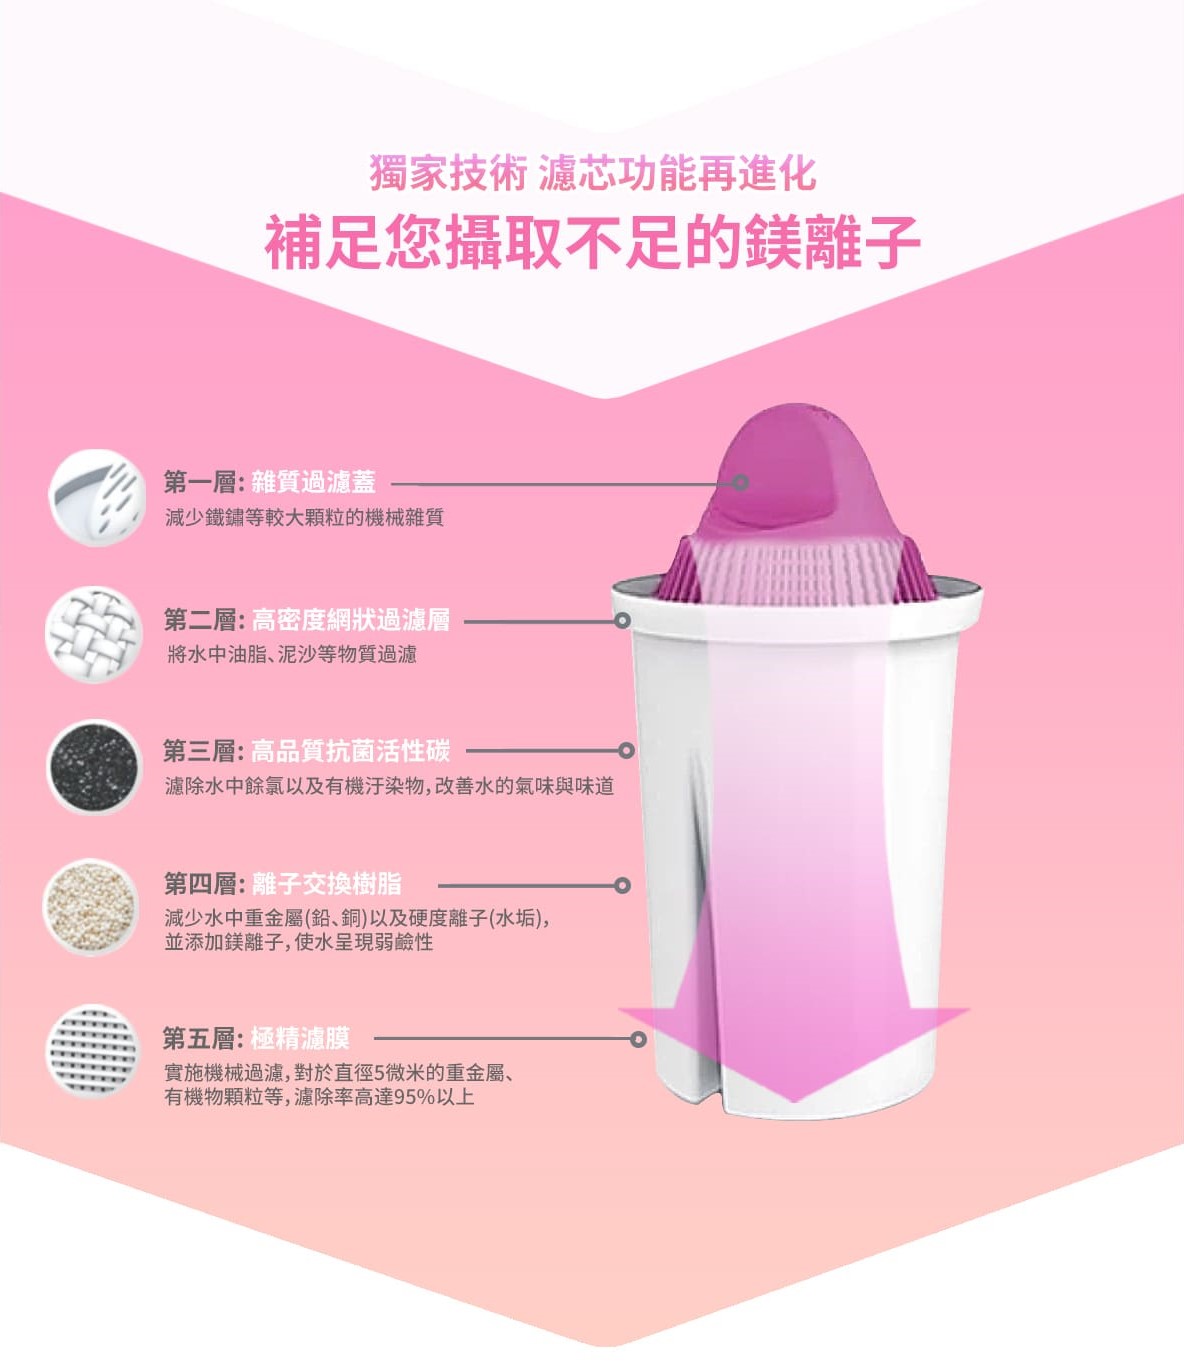 獨家技術 濾芯功能再進化
補足您攝取不足的鎂離子
第一層: 雜質過濾蓋
減少鐵鏽等較大顆粒的機械雜質
第二層: 高密度網狀過濾層
將水中油脂、泥沙等物質過濾
第三層: 高品質抗菌活性碳
濾除水中餘氯以及有機汙染物, 改善水的氣味與味道
第四層: 離子交換樹脂
減少水中重金屬(鉛、銅)以及硬度離子(水垢),
並添加鎂離子, 使水呈現弱鹼性
第五層: 極精濾膜
實施機械過濾, 對於直徑5微米的重金屬、
有機物顆粒等, 濾除率高達95%以上